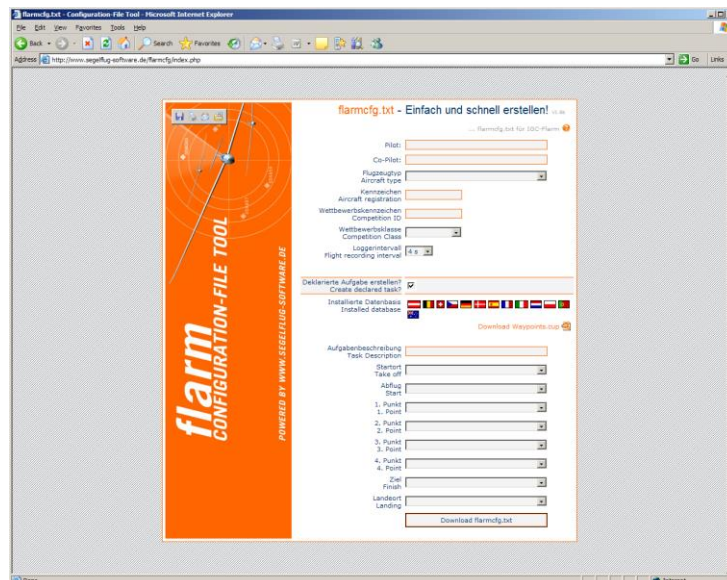 flarmcfg.txt - Configuration-File Tool - Microsoft Internet Explorer
File Edit View Favorites Tools Help
Back Search Favorites
Address http://www.segelflug-software.de/flarmcfg/index.php Go Links
flarmcfg.txt - Einfach und schnell erstellen!
... flarmcfg.txt für IGC-Flarm
Pilot:
Co-Pilot:
Flugzeugtyp
Aircraft type
Kennzeichen
Aircraft registration
Wettbewerbskennzeichen
Competition ID
Wettbewerbsklasse
Competition Class
Loggerintervall
Flight recording interval
4 s
Deklarierte Aufgabe erstellen?
Create declared task?
Installierte Datenbasis
Installed database
Download Waypoints.cup
Aufgabenbeschreibung
Task Description
Startort
Take off
Abflug
Start
1. Punkt
1. Point
2. Punkt
2. Point
3. Punkt
3. Point
4. Punkt
4. Point
Ziel
Finish
Landeort
Landing
Download flarmcfg.txt
flarm
CONFIGURATION-FILE TOOL
POWERED BY WWW.SEGELFLUG-SOFTWARE.DE